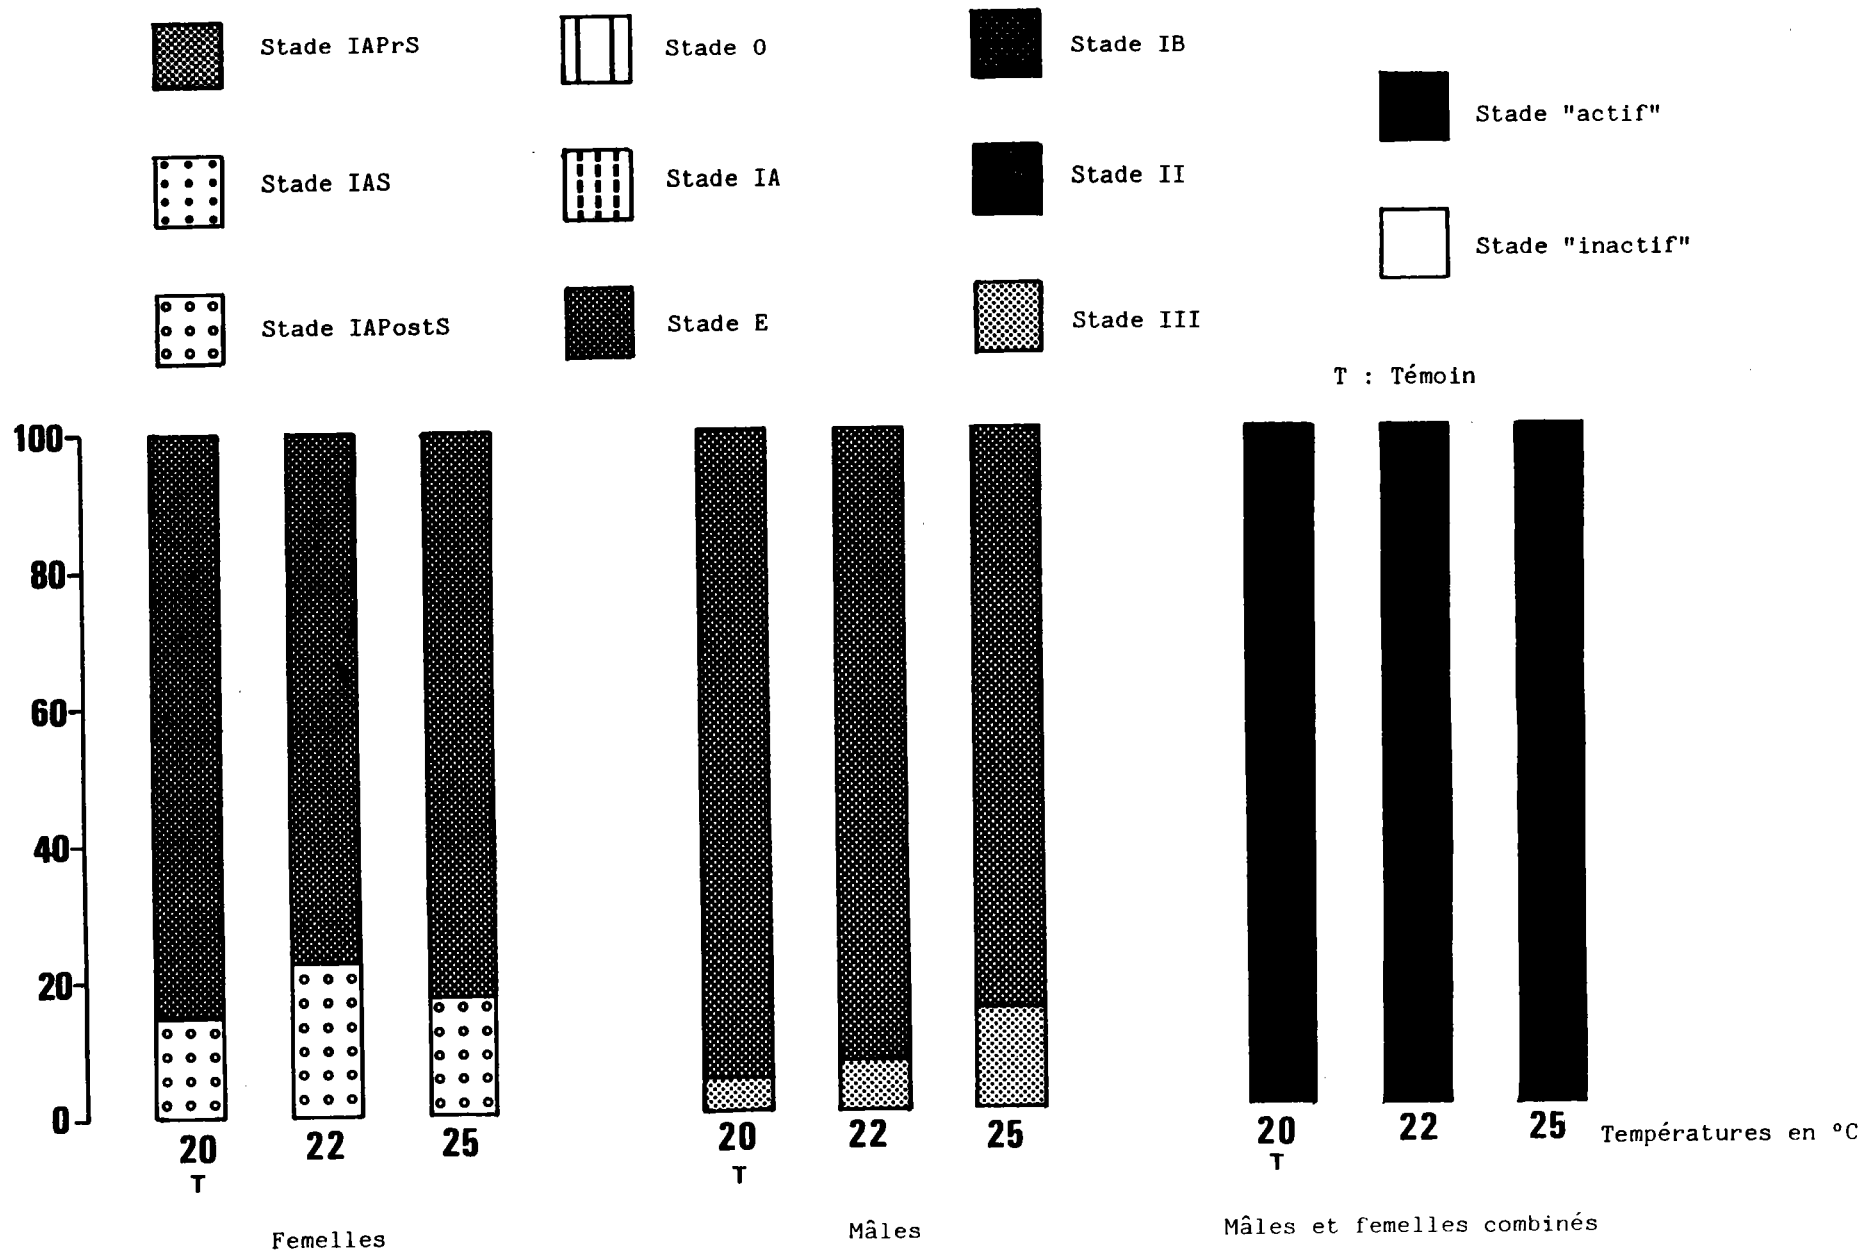 Stade IAPrS
Stade O
Stade IB
Stade "actif"
Stade IAS
Stade IA
Stade II
Stade "inactif"
Stade IAPostS
Stade E
Stade III
T : Témoin
100
80
60
40
20
0
20 22 25
T
20 22 25
T
20 22 25
T
Températures en °C
Femelles
Mâles
Mâles et femelles combinés